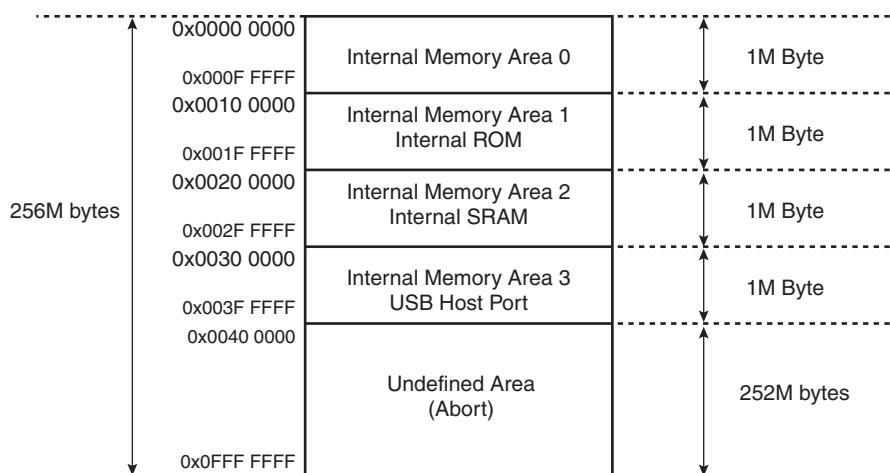 0x0000 0000
Internal Memory Area 0
1M Byte
0x000F FFFF
0x0010 0000
Internal Memory Area 1
Internal ROM
1M Byte
0x001F FFFF
0x0020 0000
256M bytes
Internal Memory Area 2
Internal SRAM
1M Byte
0x002F FFFF
0x0030 0000
Internal Memory Area 3
USB Host Port
1M Byte
0x003F FFFF
0x0040 0000
Undefined Area
(Abort)
252M bytes
0x0FFF FFFF